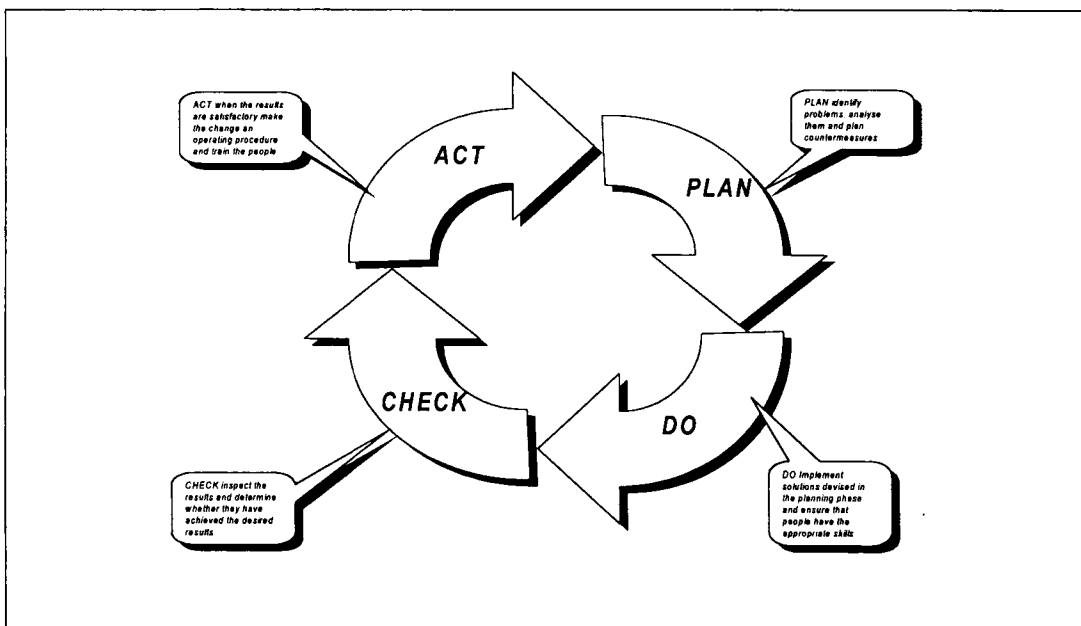 ACT when the results
are satisfactory make
the change an
operating procedure
and train the people
ACT
PLAN identify
problems analyse
them and plan
countermeasures
PLAN
CHECK
CHECK inspect the
results and determine
whether they have
achieved the desired
results
DO
DO Implement
solutions devised in
the planning phase
and ensure that
people have the
appropriate skills